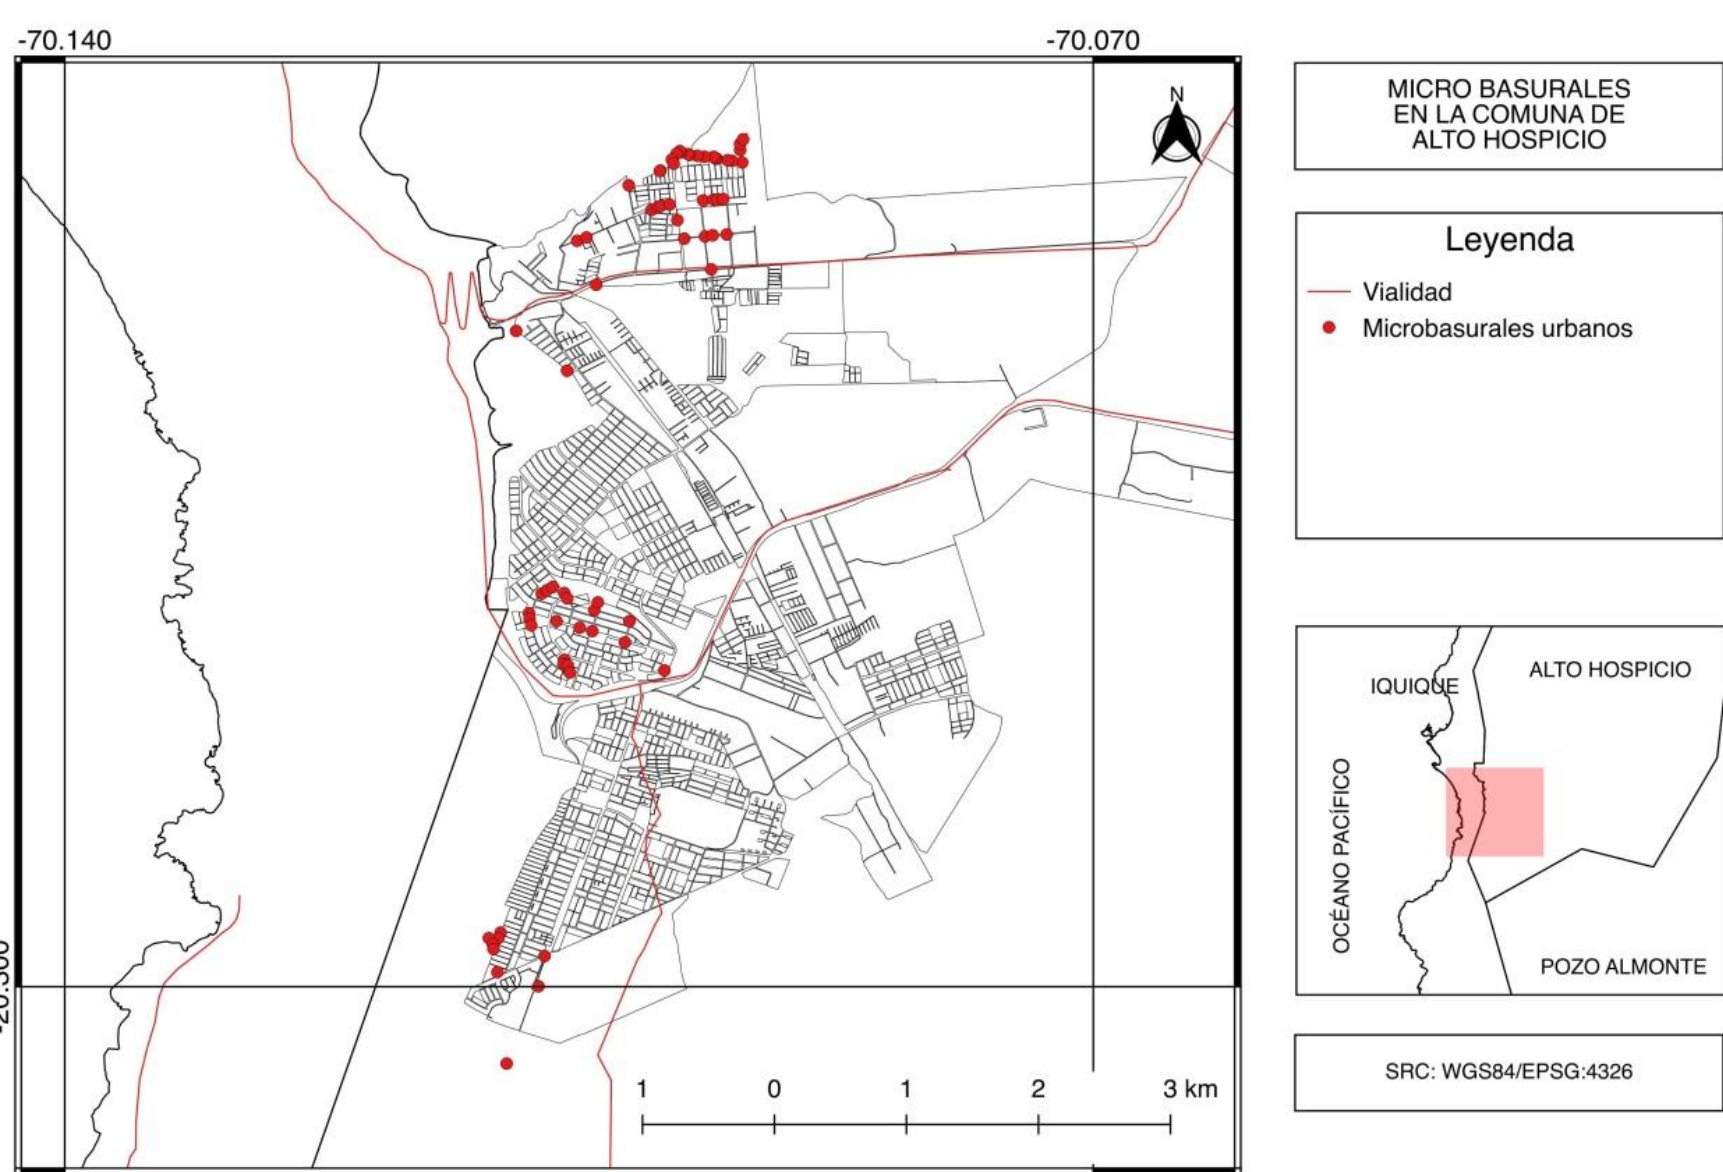 -70.140
-70.070
N
MICRO BASURALES
EN LA COMUNA DE
ALTO HOSPICIO
Leyenda
Vialidad
Microbasurales urbanos
IQUIQUE
ALTO HOSPICIO
OCÉANO PACÍFICO
POZO ALMONTE
1 0 1 2 3 km
SRC: WGS84/EPSG:4326